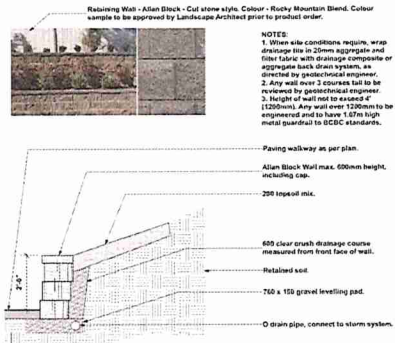 Retaining Wall - Allan Block - Cut stone style. Colour - Rocky Mountain Blend. Colour
sample to be approved by Landscape Architect prior to product order.
NOTES:
1. When site conditions require, wrap
drainage tile in 20mm aggregate and
filter fabric with drainage composite or
aggregate back drain system, as
directed by geotechnical engineer.
2. Any wall over 3 courses tall to be
reviewed by geotechnical engineer.
3. Height of wall not to exceed 4'
(1200mm). Any wall over 1200mm to be
engineered and to have 1.07m high
metal guardrail to BCBC standards.
Paving walkway as per plan.
Allan Block Wall max. 600mm height,
including cap.
200 topsoil mix.
600 clear crush drainage course
measured from front face of wall.
Retained soil.
2'-0"
760 x 150 gravel levelling pad.
O drain pipe, connect to storm system.